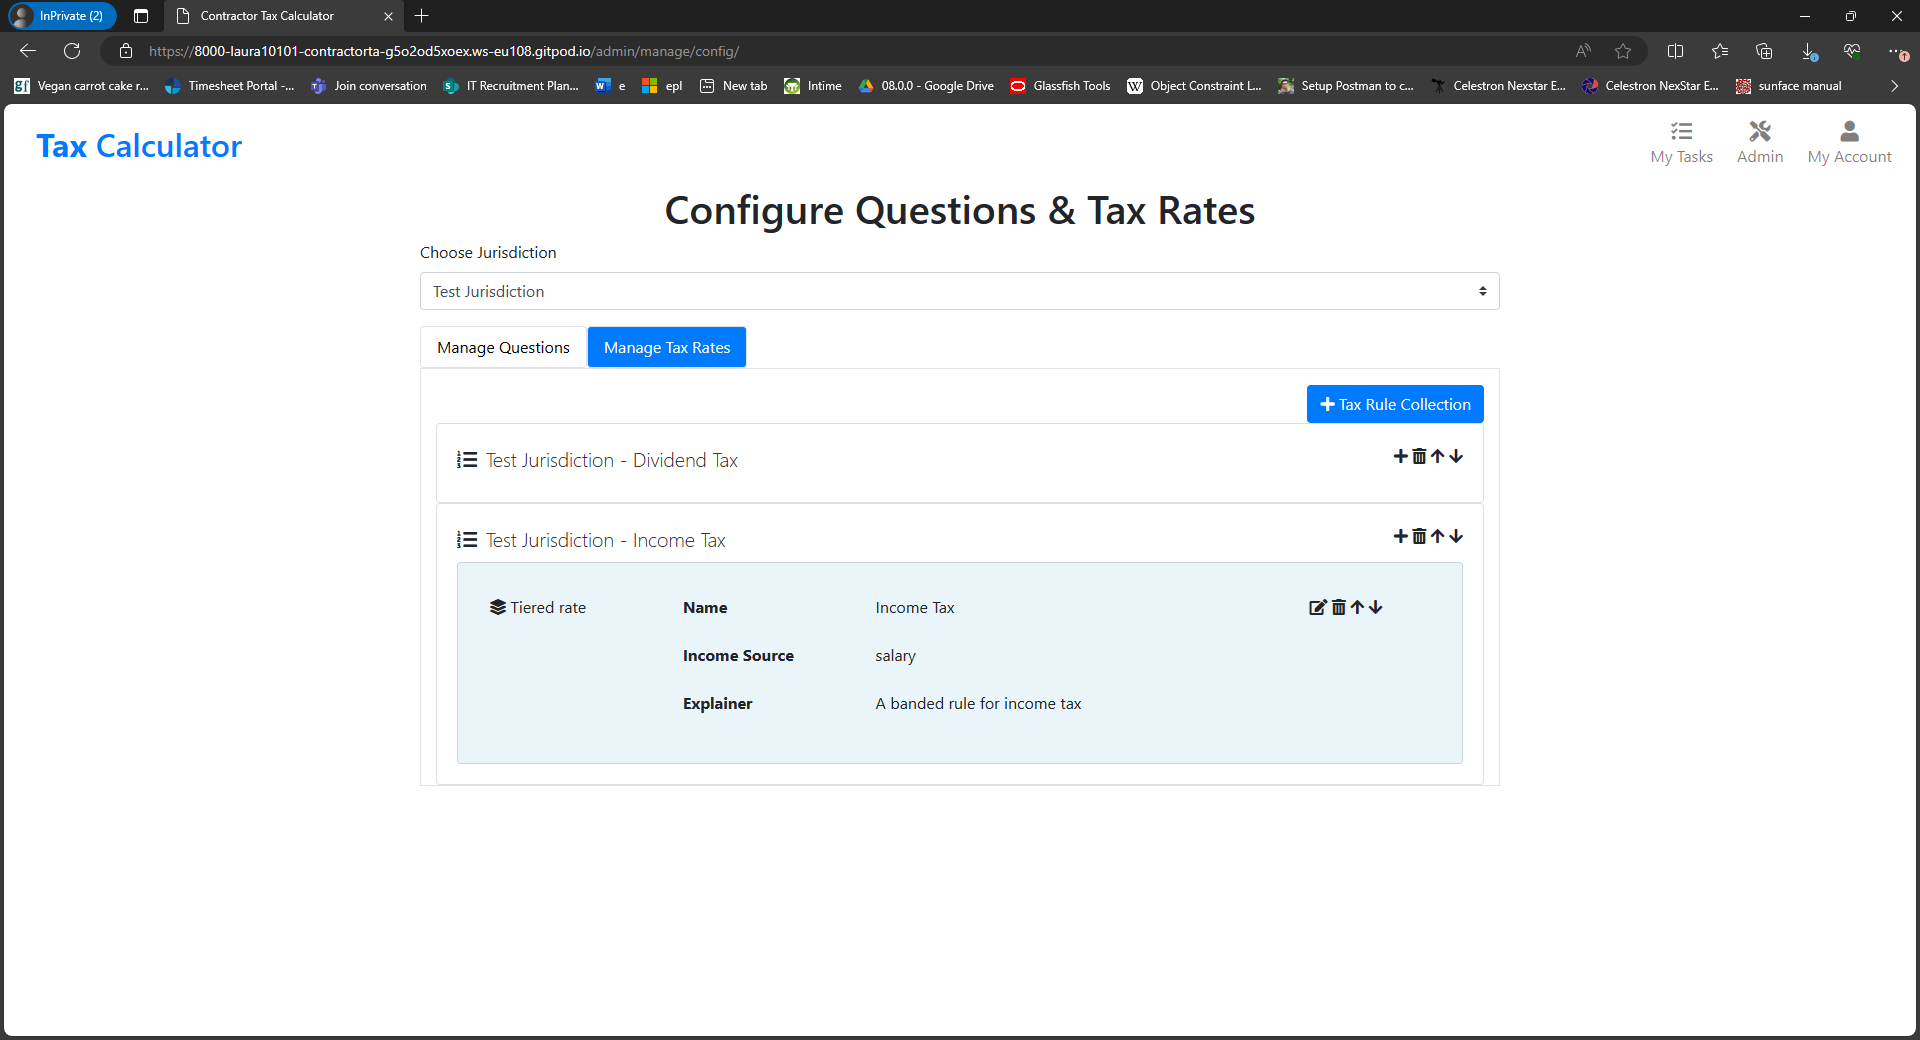 InPrivate (2)
Contractor Tax Calculator
https://8000-laura10101-contractorta-g5o2od5xoex.ws-eu108.gitpod.io/admin/manage/config/
Vegan carrot cake r... Timesheet Portal -... Join conversation IT Recruitment Plan... e epl New tab Intime 08.0.0 - Google Drive Glassfish Tools Object Constraint L... Setup Postman to c... Celestron Nexstar E... Celestron NexStar E... sunface manual
Tax Calculator
My Tasks Admin My Account
Configure Questions & Tax Rates
Choose Jurisdiction
Test Jurisdiction
Manage Questions Manage Tax Rates
Tax Rule Collection
Test Jurisdiction - Dividend Tax
Test Jurisdiction - Income Tax
Tiered rate Name Income Tax
Income Source salary
Explainer A banded rule for income tax